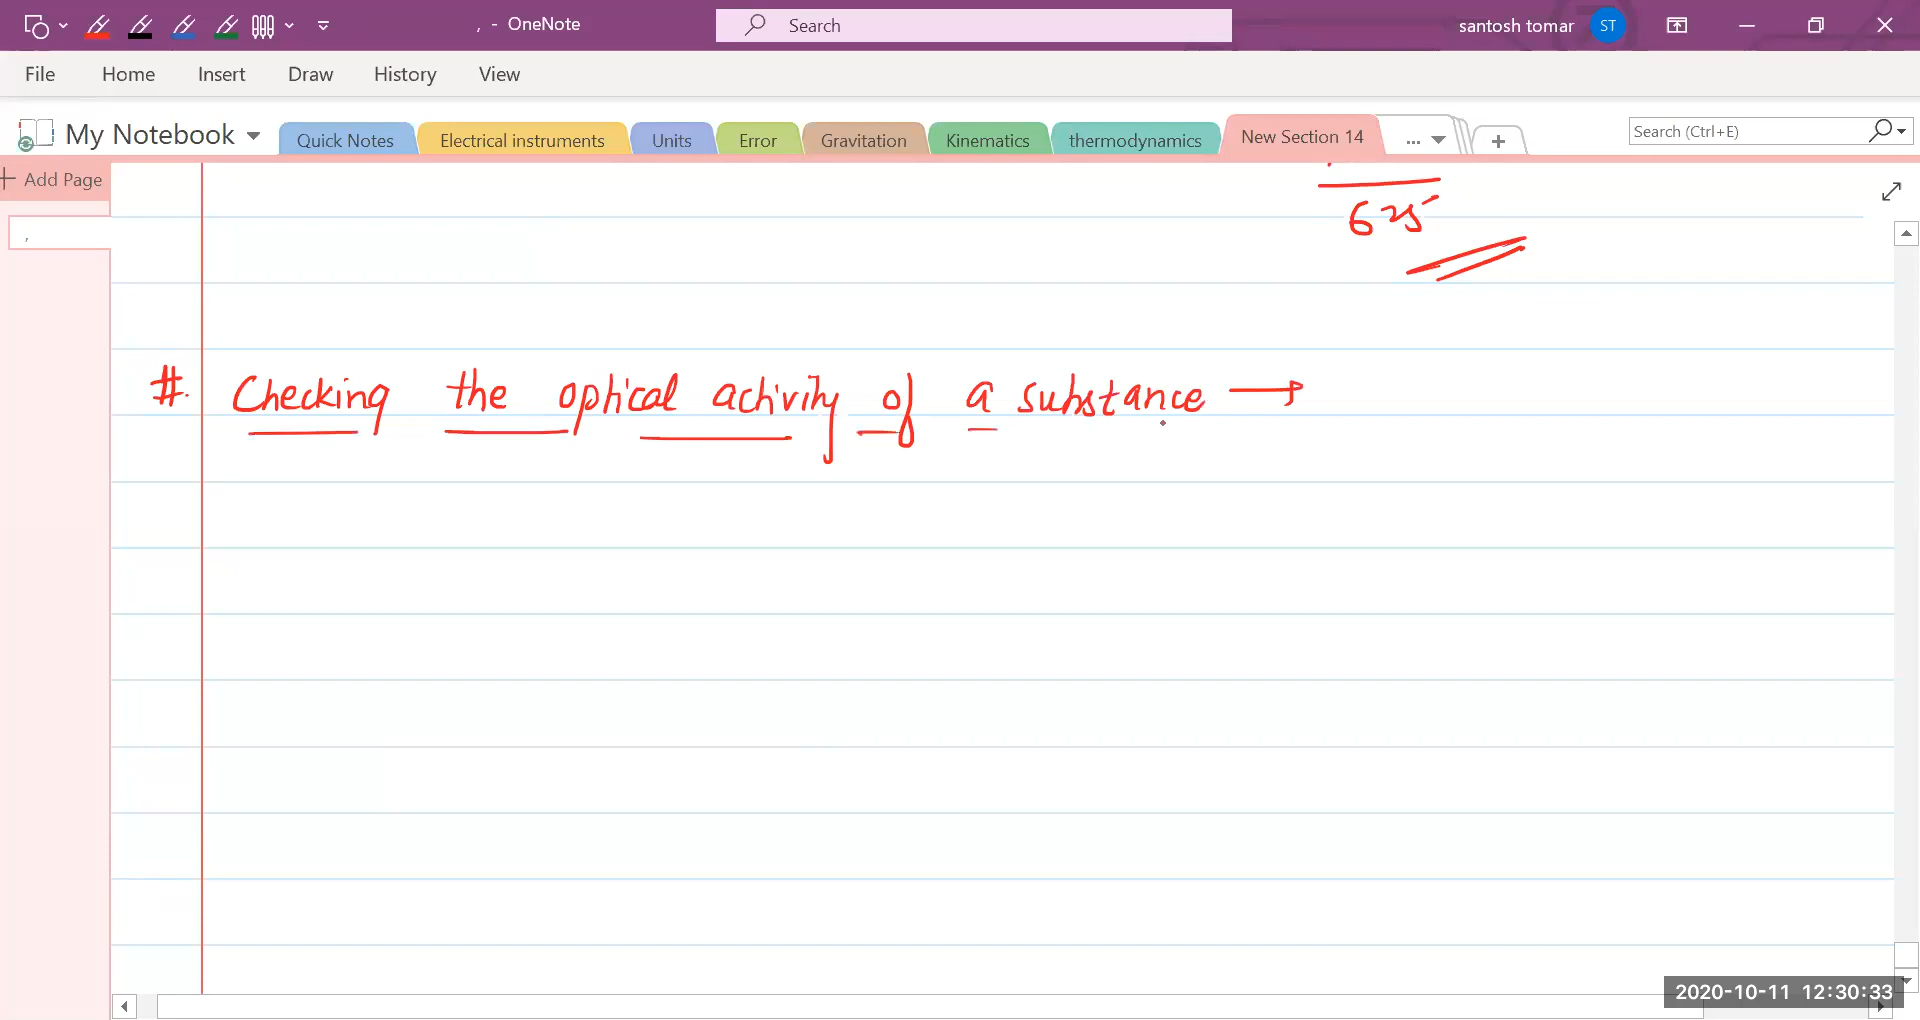 , - OneNote
Search
santosh tomar ST
File Home Insert Draw History View
My Notebook
Quick Notes Electrical instruments Units Error Gravitation Kinematics thermodynamics New Section 14 ...
Search (Ctrl+E)
Add Page
,
625
#. Checking the optical activity of a substance →
2020-10-11 12:30:33